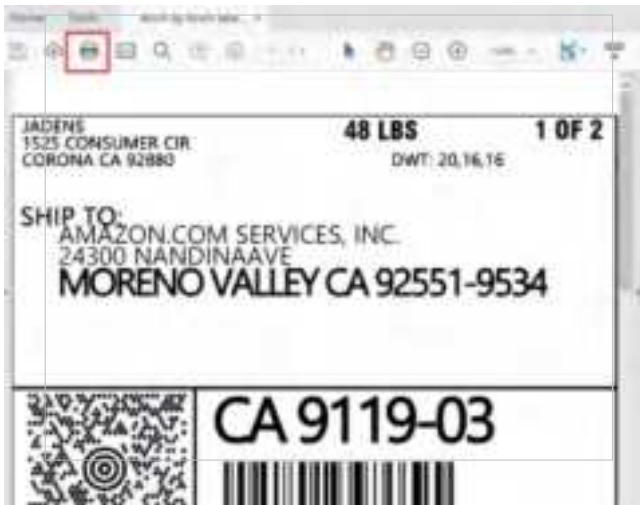 JADENS
1525 CONSUMER CIR
CORONA CA 92880
48 LBS
1 OF 2
DWT: 20,16,16
SHIP TO:
AMAZON.COM SERVICES, INC.
24300 NANDINAAVE
MORENO VALLEY CA 92551-9534
CA 9119-03